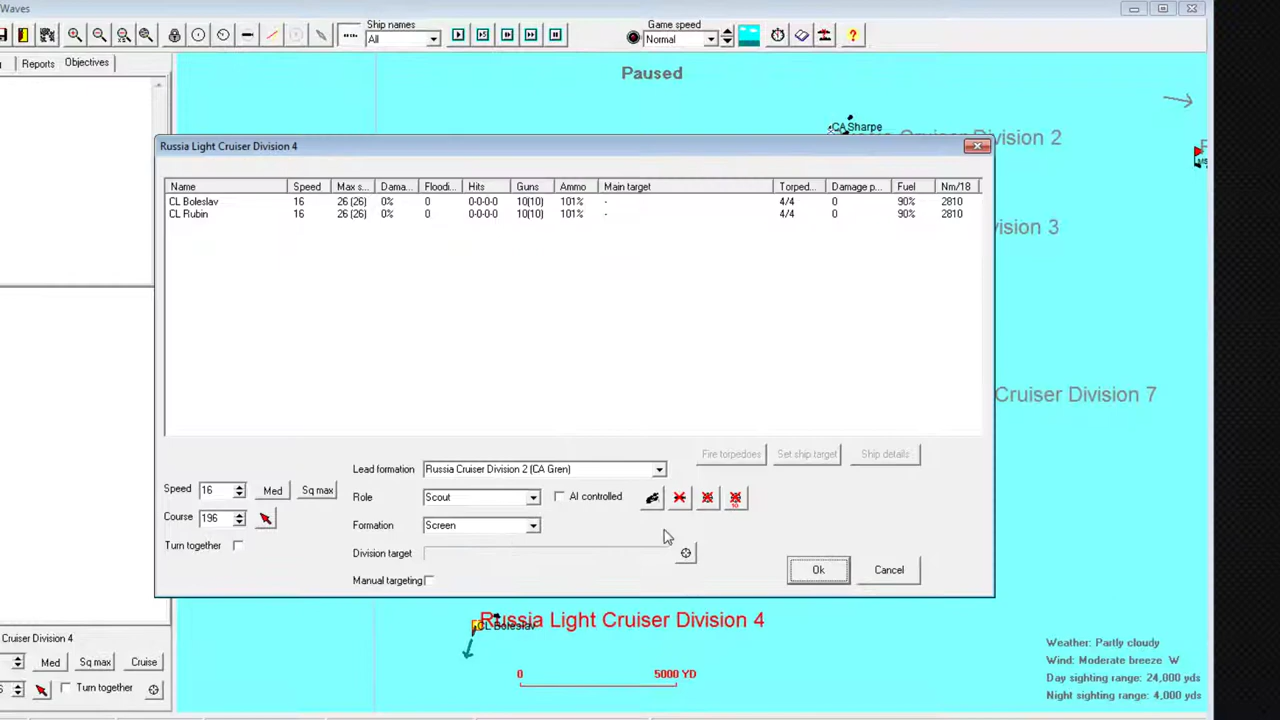 Waves
Ship names
All
Game speed
Normal
?
Reports
Objectives
Paused
CA Sharpe
Cruiser Division 2
Russia Light Cruiser Division 4
Name Speed Max s... Dama... Floodi... Hits Guns Ammo Main target Torped... Damage p... Fuel Nm/18
CL Boleslav 16 26 (26) 0% 0 0-0-0-0 10(10) 101% - 4/4 0 90% 2810
CL Rubin 16 26 (26) 0% 0 0-0-0-0 10(10) 101% - 4/4 0 90% 2810
vision 3
Cruiser Division 7
Fire torpedoes
Set ship target
Ship details
Lead formation
Russia Cruiser Division 2 (CA Gren)
Speed
16
Med
Sq max
Role
Scout
AI controlled
10
Course
196
Formation
Screen
Turn together
Division target
Manual targeting
Ok
Cancel
Russia Light Cruiser Division 4
CL Boleslav
Cruiser Division 4
Med
Sq max
Cruise
Turn together
0
5000 YD
Weather: Partly cloudy
Wind: Moderate breeze W
Day sighting range: 24,000 yds
Night sighting range: 4,000 yds